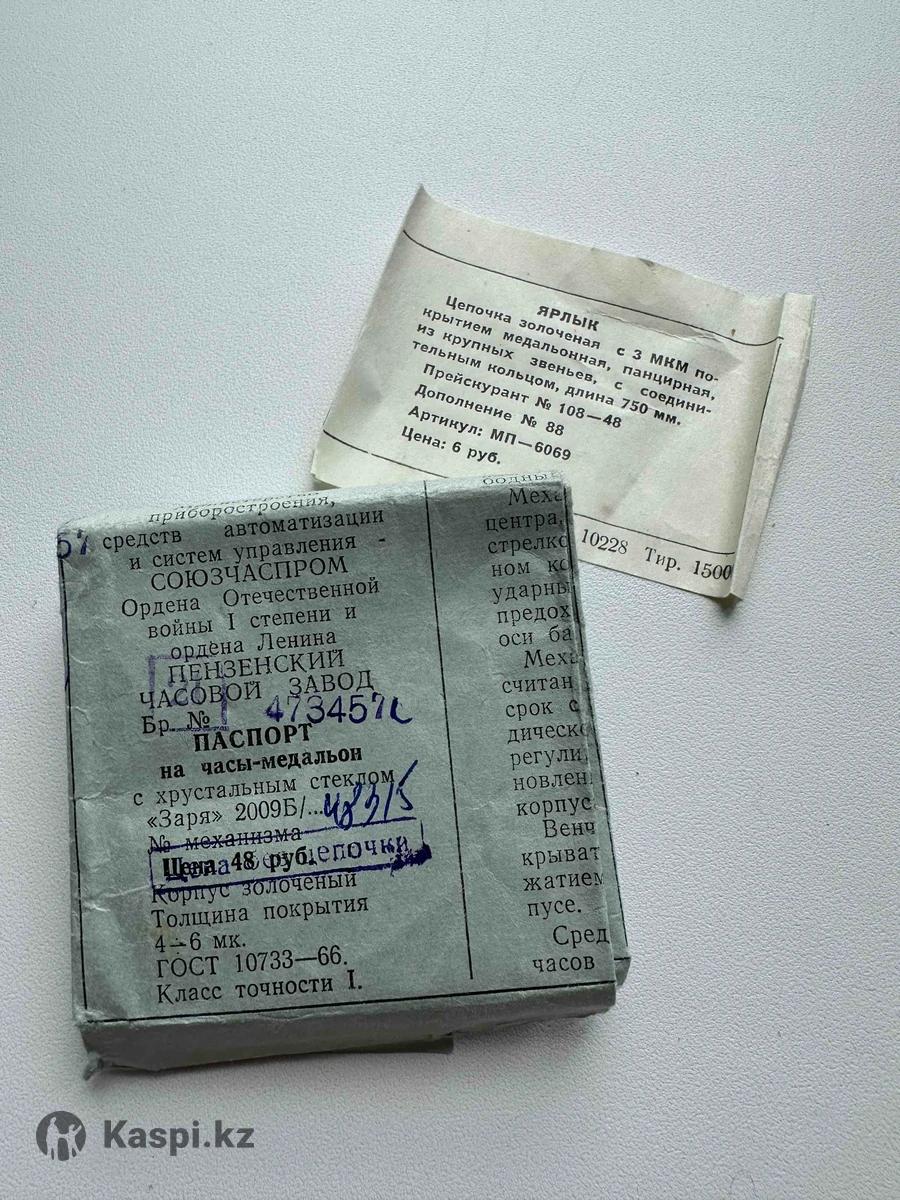 ЯРЛЫК
Цепочка золоченая с 3 МКМ по-
крытием медальонная, панцирная,
из крупных звеньев, с соедини-
тельным кольцом, длина 750 мм.
Прейскурант № 108—48
Дополнение № 88
Артикул: МП—6069
Цена: 6 руб.
10228 Тир. 1500
приборостроения,
57 средств автоматизации
и систем управления -
СОЮЗЧАСПРОМ
Ордена Отечественной
войны I степени и
ордена Ленина
ПЕНЗЕНСКИЙ
ЧАСОВОЙ ЗАВОД
Бр. №
ПАСПОРТ
на часы-медальон
с хрустальным стеклом
«Заря» 2009Б/...
№ механизма
Цена 48 руб.
Цена без цепочки
Корпус золоченый
Толщина покрытия
4—6 мк.
ГОСТ 10733—66.
Класс точности I.
Меха
центра,
стрелко
ном ко
ударны
предох
оси ба
Меха
считан
срок с
дическо
регули
новлен
корпус
Венч
крыват
жатием
пусе.
Сред
часов
Kaspi.kz